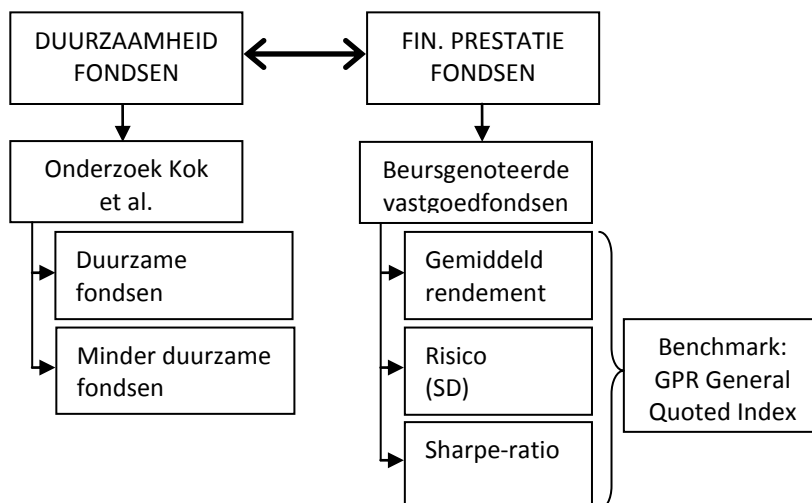 DUURZAAMHEID
FONDSEN
FIN. PRESTATIE
FONDSEN
Onderzoek Kok
et al.
Beursgenoteerde
vastgoedfondsen
Duurzame
fondsen
Minder duurzame
fondsen
Gemiddeld
rendement
Risico
(SD)
Sharpe-ratio
Benchmark:
GPR General
Quoted Index